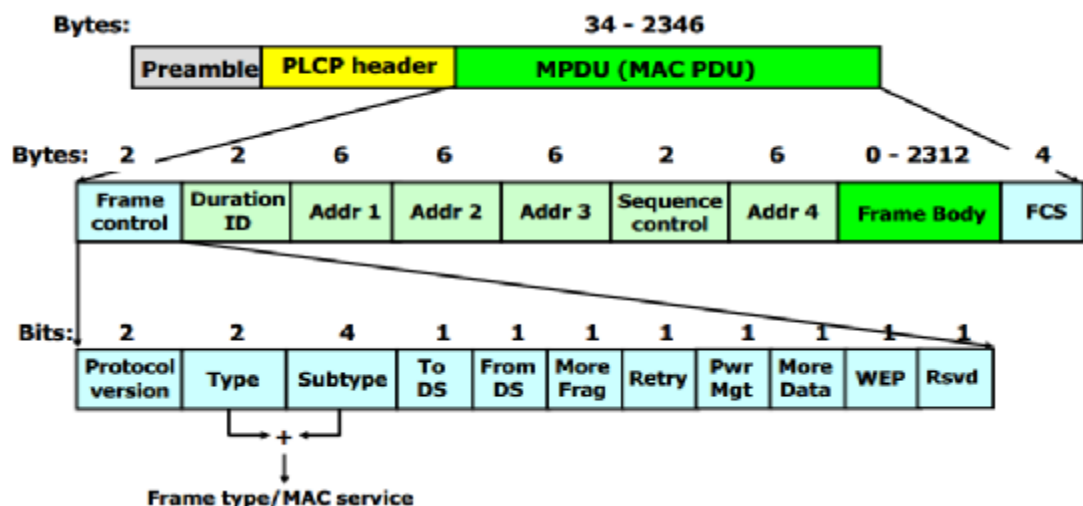 Bytes: 34 - 2346
Preamble PLCP header MPDU (MAC PDU)
Bytes: 2 2 6 6 6 2 6 0 - 2312 4
Frame control Duration ID Addr 1 Addr 2 Addr 3 Sequence control Addr 4 Frame Body FCS
Bits: 2 2 4 1 1 1 1 1 1 1 1
Protocol version Type Subtype To DS From DS More Frag Retry Pwr Mgt More Data WEP Rsvd
+
Frame type/MAC service